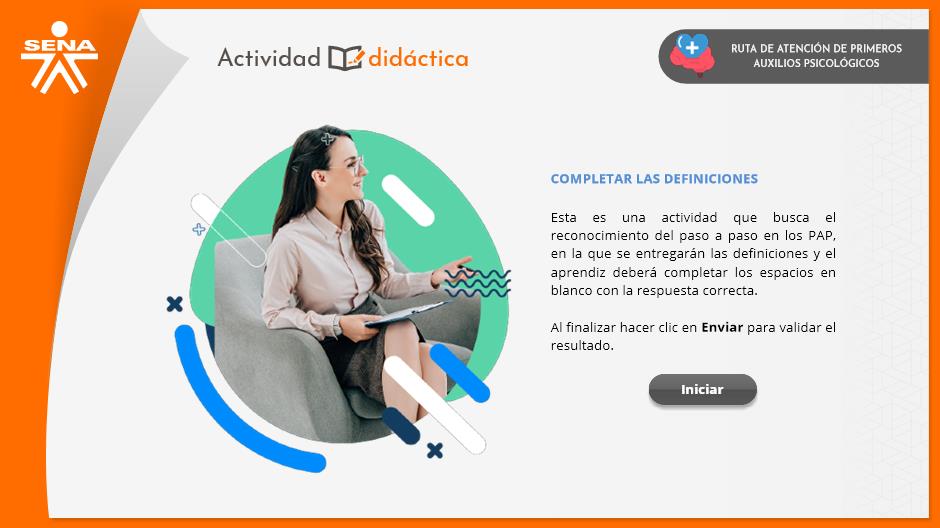 SENA
Actividad didáctica
RUTA DE ATENCIÓN DE PRIMEROS
AUXILIOS PSICOLÓGICOS
COMPLETAR LAS DEFINICIONES
Esta es una actividad que busca el
reconocimiento del paso a paso en los PAP,
en la que se entregarán las definiciones y el
aprendiz deberá completar los espacios en
blanco con la respuesta correcta.
Al finalizar hacer clic en Enviar para validar el
resultado.
Iniciar